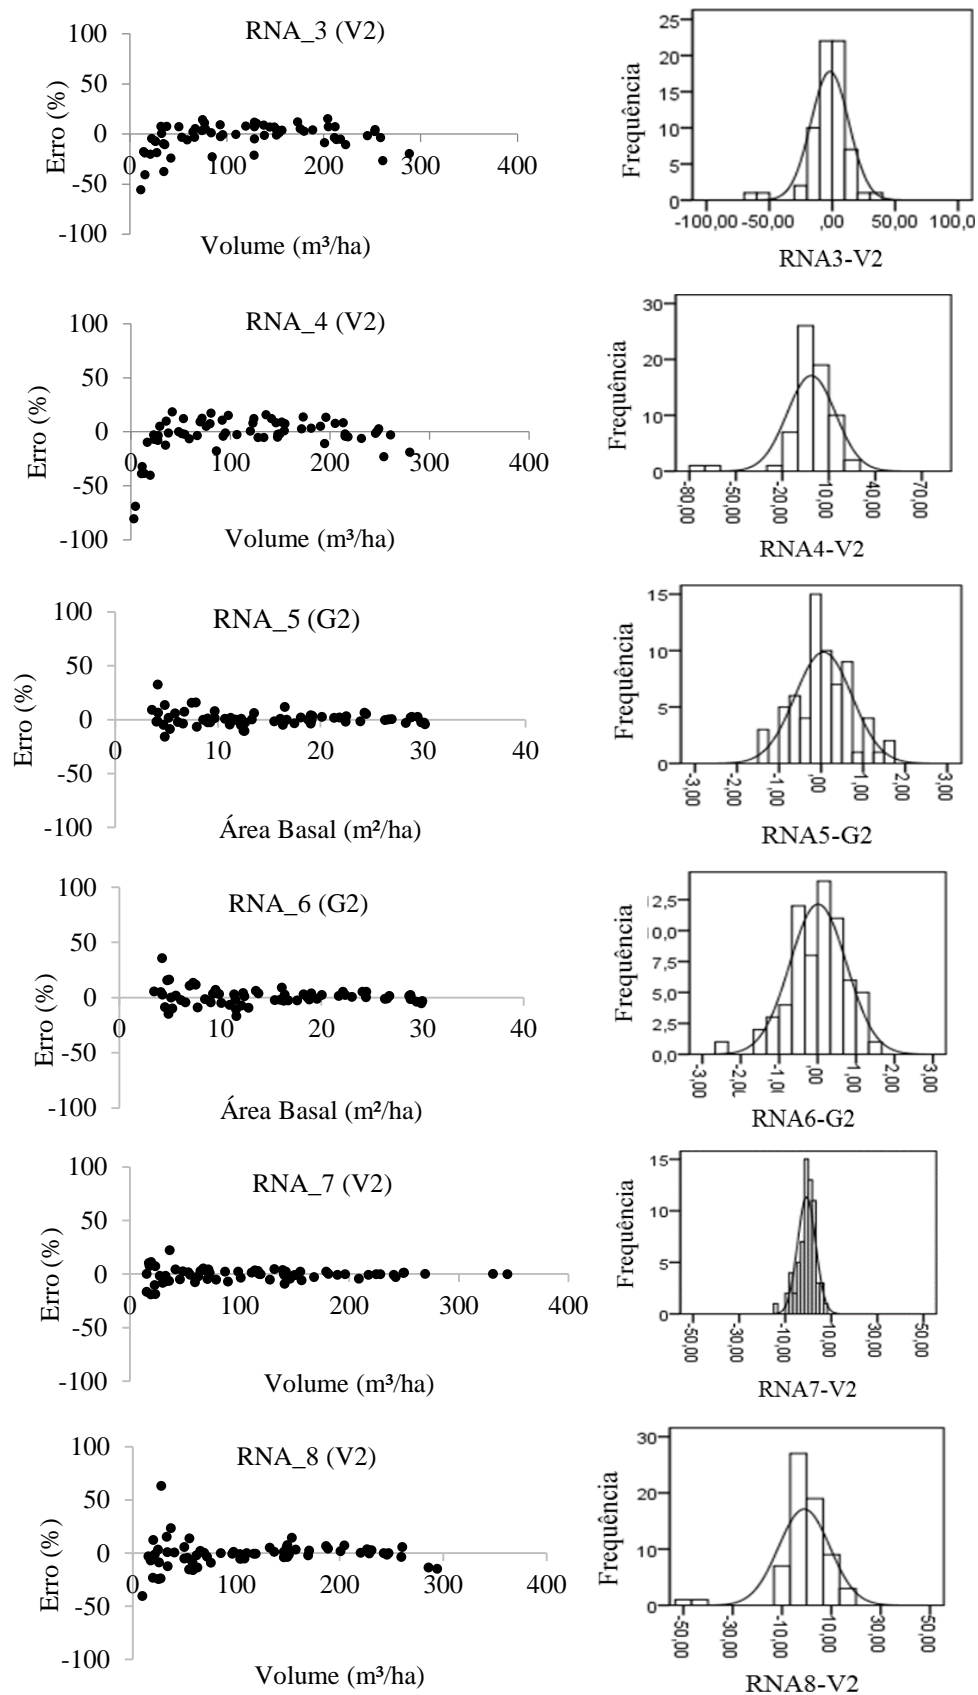 RNA_3 (V2)
100
50
0
-50
-100
0 100 200 300 400
Erro (%)
Volume (m³/ha)
25
20
15
10
5
0
Frequência
-100,00 -50,00 ,00 50,00 100,0
RNA3-V2
RNA_4 (V2)
100
50
0
-50
-100
0 100 200 300 400
Erro (%)
Volume (m³/ha)
30
20
10
0
Frequência
-80,00 -50,00 -20,00 10,00 40,00 70,00
RNA4-V2
RNA_5 (G2)
100
50
0
-50
-100
0 10 20 30 40
Erro (%)
Área Basal (m²/ha)
15
10
5
0
Frequência
-3,00 -2,00 -1,00 ,00 1,00 2,00 3,00
RNA5-G2
RNA_6 (G2)
100
50
0
-50
-100
0 10 20 30 40
Erro (%)
Área Basal (m²/ha)
12,5
10,0
7,5
5,0
2,5
0,0
Frequência
-3,00 -2,00 -1,00 ,00 1,00 2,00 3,00
RNA6-G2
RNA_7 (V2)
100
50
0
-50
-100
0 100 200 300 400
Erro (%)
Volume (m³/ha)
15
10
5
0
Frequência
-50,00 -30,00 -10,00 10,00 30,00 50,00
RNA7-V2
RNA_8 (V2)
100
50
0
-50
-100
0 100 200 300 400
Erro (%)
Volume (m³/ha)
30
20
10
0
Frequência
-50,00 -30,00 -10,00 10,00 30,00 50,00
RNA8-V2